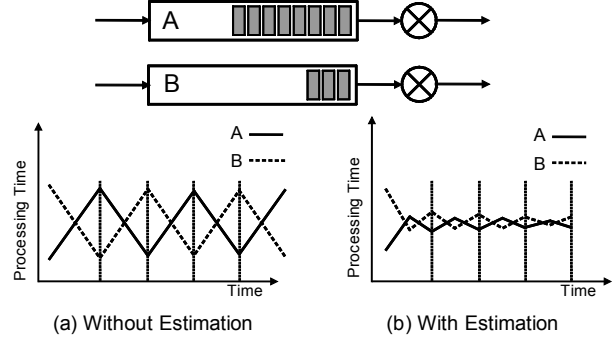 A
B
A
B
Processing Time
Time
(a) Without Estimation
A
B
Processing Time
Time
(b) With Estimation